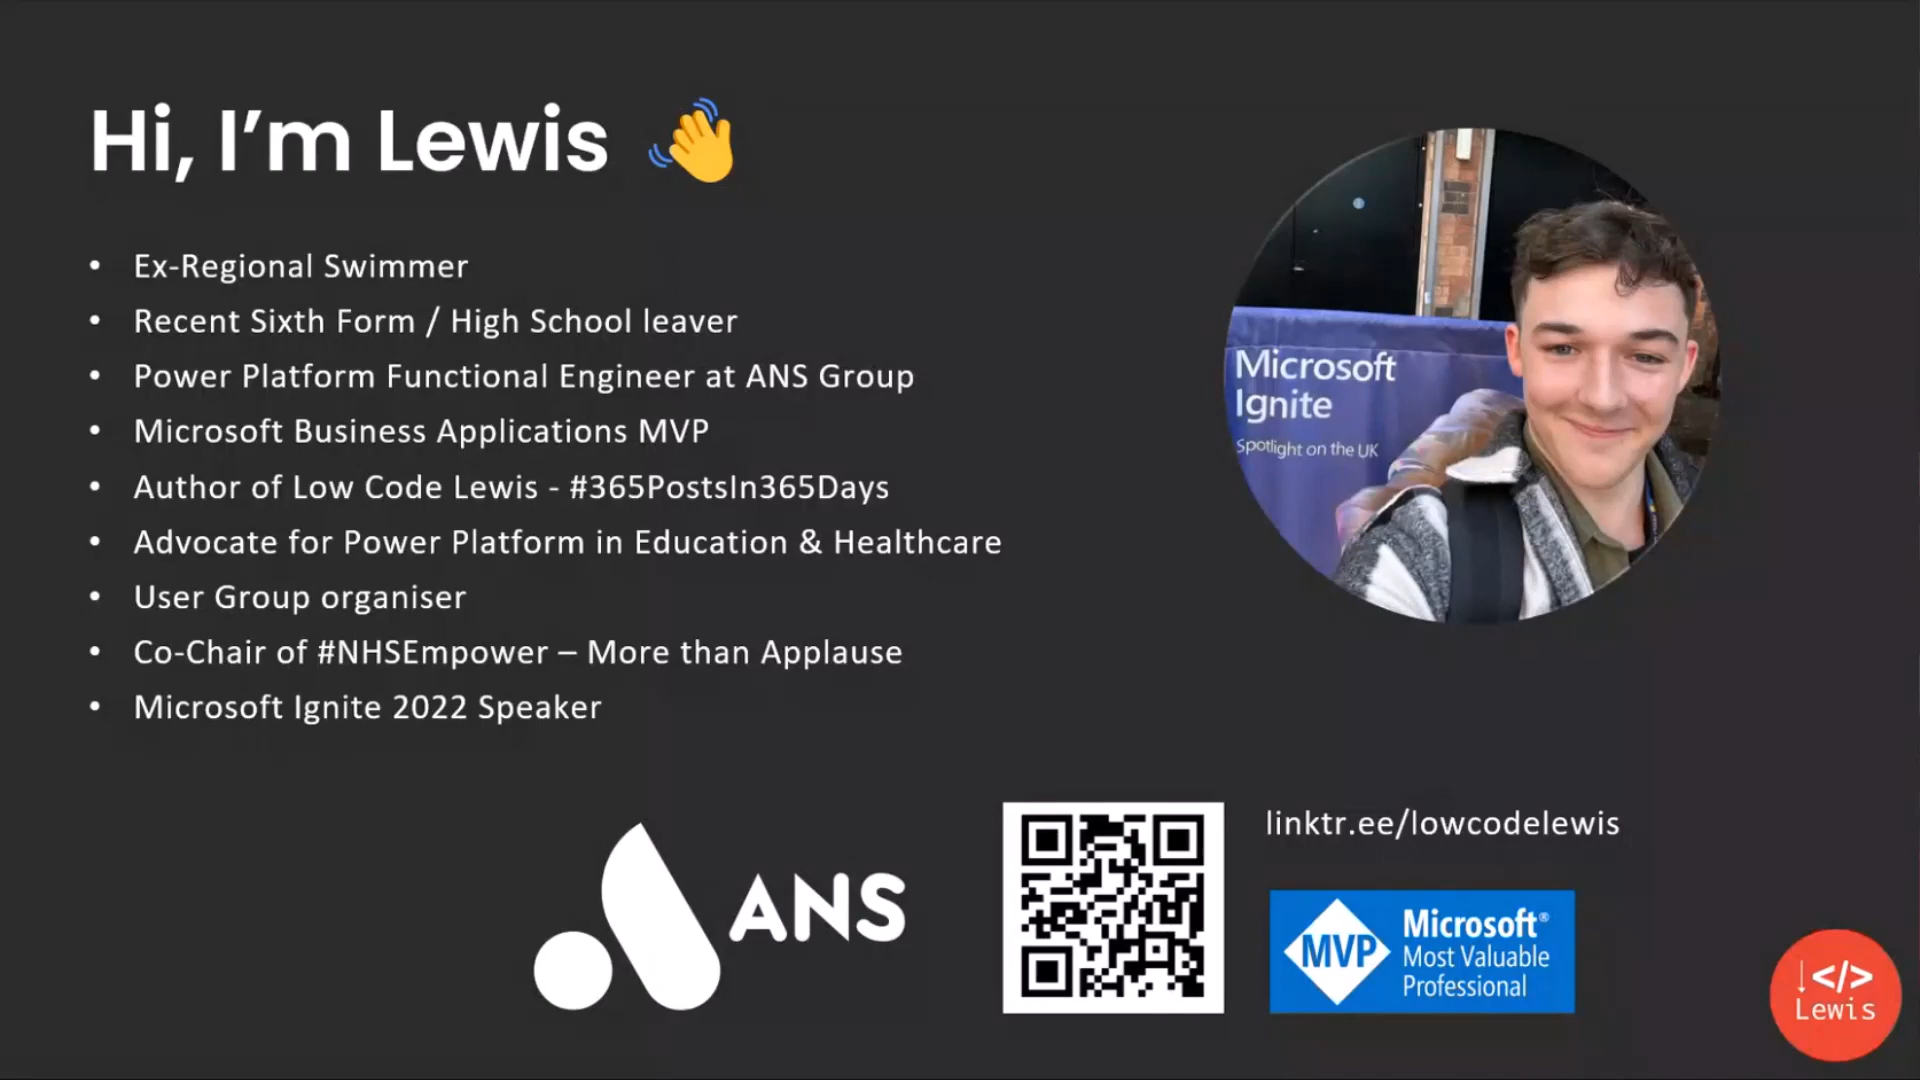 Hi, I’m Lewis 👋
• Ex-Regional Swimmer
• Recent Sixth Form / High School leaver
• Power Platform Functional Engineer at ANS Group
• Microsoft Business Applications MVP
• Author of Low Code Lewis - #365PostsIn365Days
• Advocate for Power Platform in Education & Healthcare
• User Group organiser
• Co-Chair of #NHSEmpower – More than Applause
• Microsoft Ignite 2022 Speaker
Microsoft
Ignite
Spotlight on the UK
ANS
linktr.ee/lowcodelewis
MVP
Microsoft®
Most Valuable
Professional
↓</>
Lewis